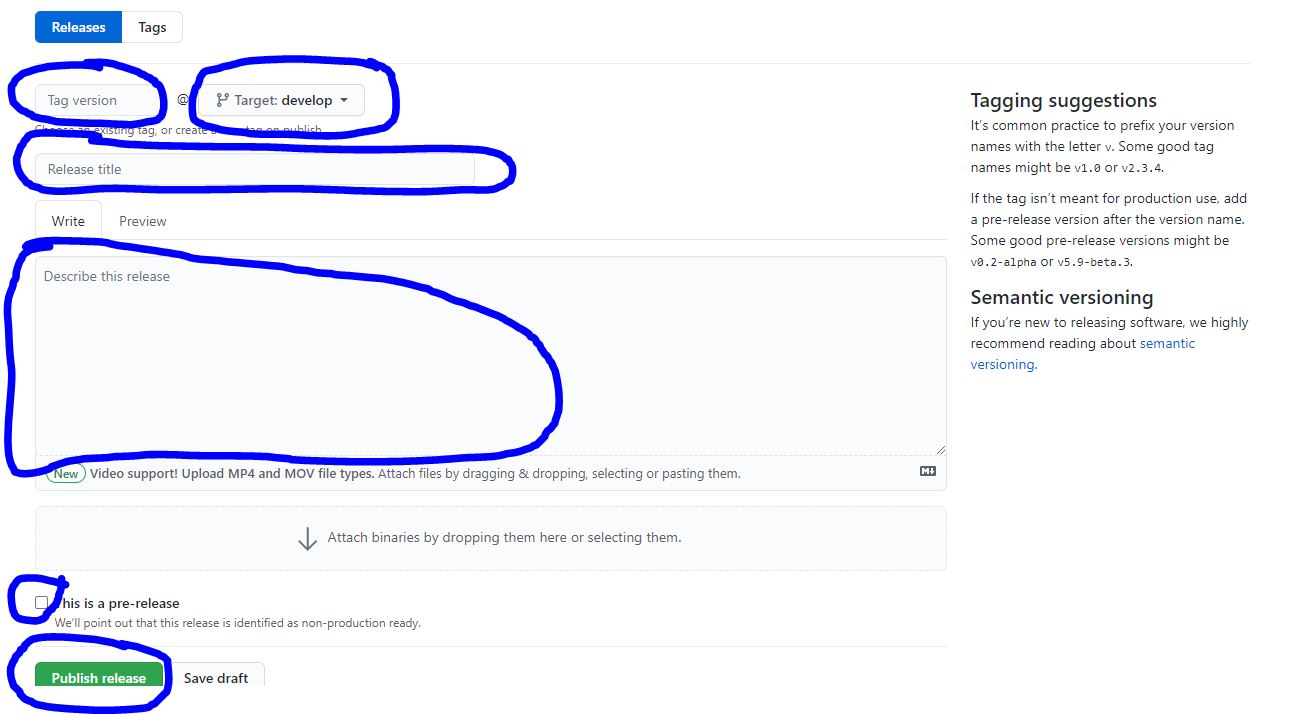 Releases Tags
Tag version @ Target: develop
Choose an existing tag, or create a new tag on publish
Release title
Write Preview
Describe this release
New Video support! Upload MP4 and MOV file types. Attach files by dragging & dropping, selecting or pasting them.
Attach binaries by dropping them here or selecting them.
This is a pre-release
We'll point out that this release is identified as non-production ready.
Publish release Save draft
Tagging suggestions
It's common practice to prefix your version
names with the letter v. Some good tag
names might be v1.0 or v2.3.4.
If the tag isn't meant for production use, add
a pre-release version after the version name.
Some good pre-release versions might be
v0.2-alpha or v5.9-beta.3.
Semantic versioning
If you're new to releasing software, we highly
recommend reading about semantic
versioning.